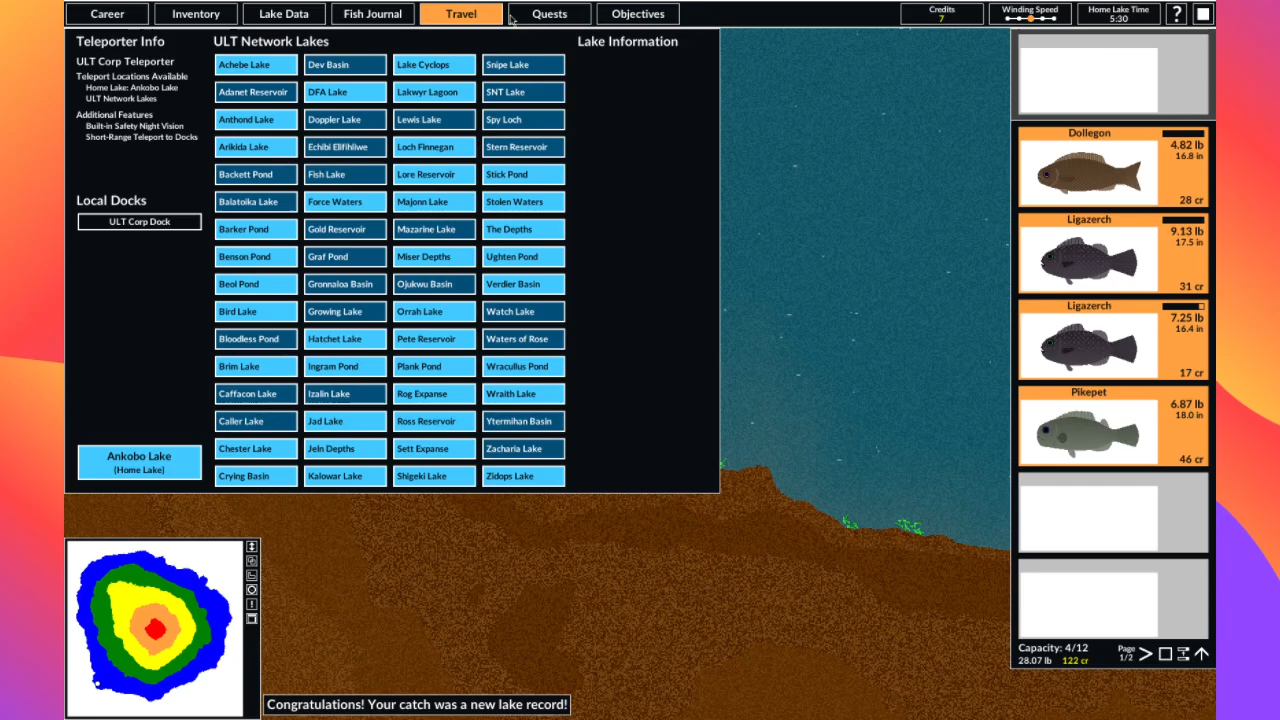 Career
Inventory
Lake Data
Fish Journal
Travel
Quests
Objectives
Credits
7
Winding Speed
Home Lake Time
5:30
?
Teleporter Info
ULT Corp Teleporter
Teleport Locations Available
Home Lake: Ankobo Lake
ULT Network Lakes
Additional Features
Built-in Safety Night Vision
Short-Range Teleport to Docks
Local Docks
ULT Corp Dock
Ankobo Lake
(Home Lake)
ULT Network Lakes
Achebe Lake
Dev Basin
Lake Cyclops
Snipe Lake
Adanet Reservoir
DFA Lake
Lakwyr Lagoon
SNT Lake
Anthond Lake
Doppler Lake
Lewis Lake
Spy Loch
Arikida Lake
Echibi Elifihliwe
Loch Finnegan
Stern Reservoir
Backett Pond
Fish Lake
Lore Reservoir
Stick Pond
Balatoika Lake
Force Waters
Majonn Lake
Stolen Waters
Barker Pond
Gold Reservoir
Mazarine Lake
The Depths
Benson Pond
Graf Pond
Miser Depths
Ughten Pond
Beol Pond
Gronnaloa Basin
Ojukwu Basin
Verdier Basin
Bird Lake
Growing Lake
Orrah Lake
Watch Lake
Bloodless Pond
Hatchet Lake
Pete Reservoir
Waters of Rose
Brim Lake
Ingram Pond
Plank Pond
Wracullus Pond
Caffacon Lake
Izalin Lake
Rog Expanse
Wraith Lake
Caller Lake
Jad Lake
Ross Reservoir
Ytermihan Basin
Chester Lake
Jeln Depths
Sett Expanse
Zacharia Lake
Crying Basin
Kalowar Lake
Shigeki Lake
Zidops Lake
Lake Information
Dollegon
4.82 lb
16.8 in
28 cr
Ligazerch
9.13 lb
17.5 in
31 cr
Ligazerch
7.25 lb
16.4 in
17 cr
Pikepet
6.87 lb
18.0 in
46 cr
Capacity: 4/12
28.07 lb 122 cr
Page
1/2
Congratulations! Your catch was a new lake record!